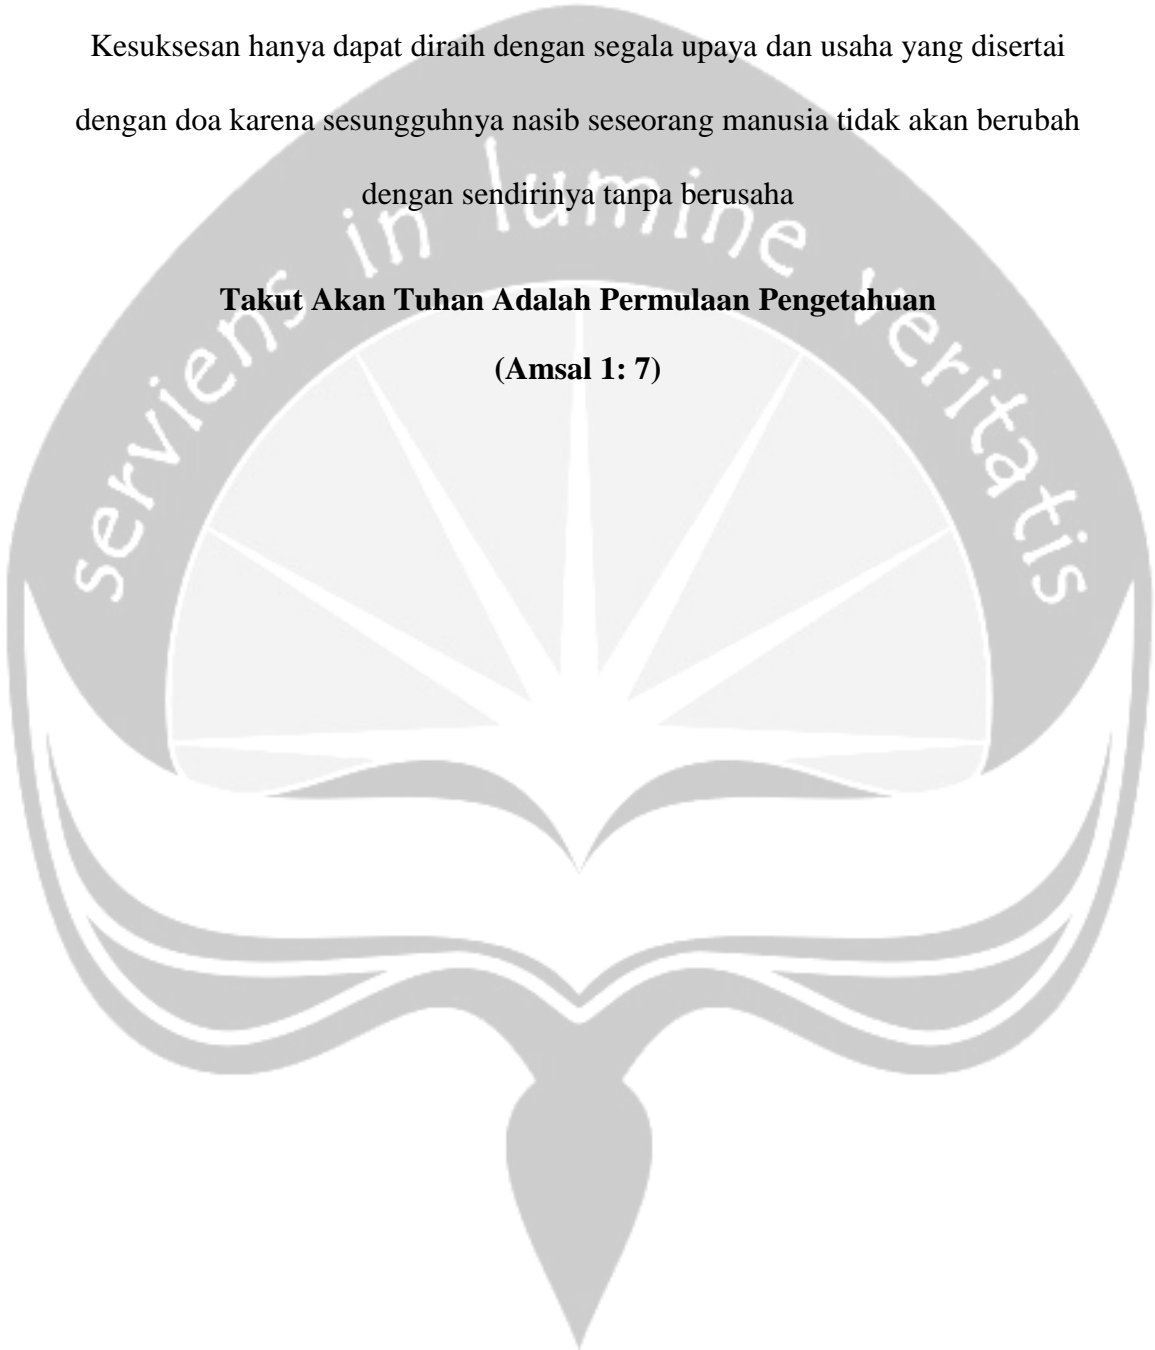 Kesuksesan hanya dapat diraih dengan segala upaya dan usaha yang disertai
dengan doa karena sesungguhnya nasib seseorang manusia tidak akan berubah
dengan sendirinya tanpa berusaha
Takut Akan Tuhan Adalah Permulaan Pengetahuan
(Amsal 1: 7)
serviens in lumine veritatis